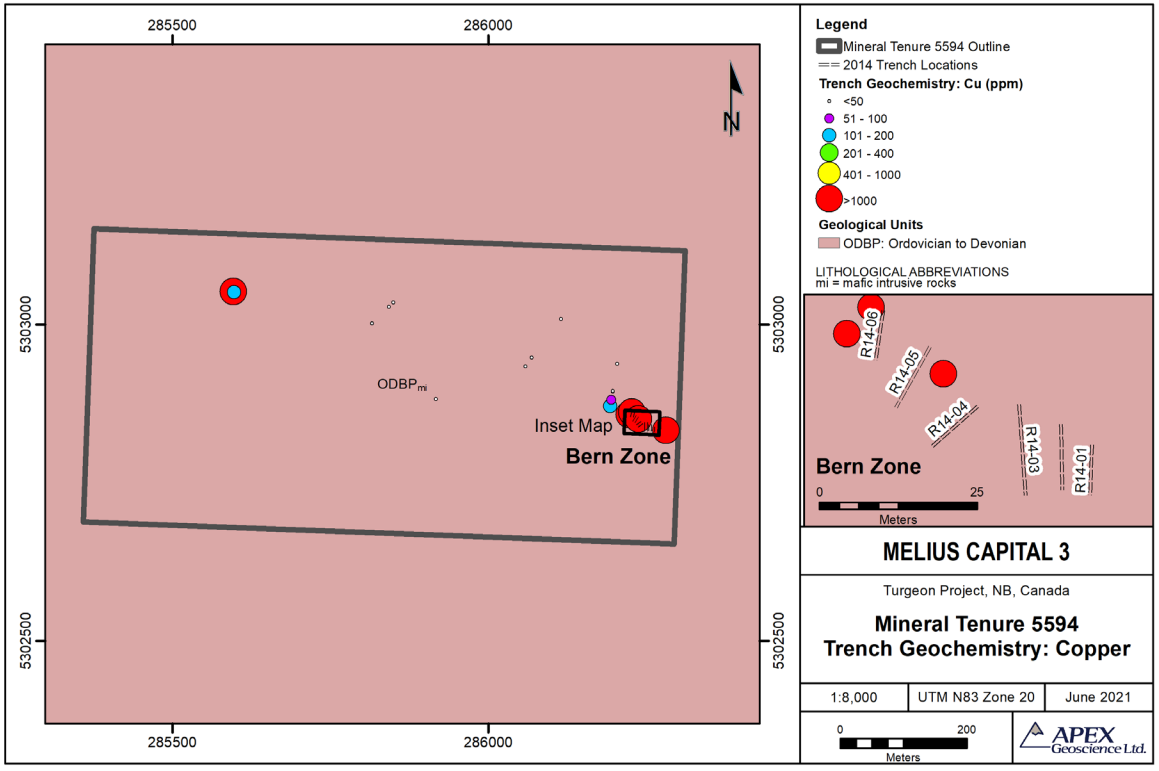 285500
286000
5303000
5303000
5302500
5302500
N
ODBPmi
Inset Map
Bern Zone
285500
286000
Legend
Mineral Tenure 5594 Outline
2014 Trench Locations
Trench Geochemistry: Cu (ppm)
<50
51 - 100
101 - 200
201 - 400
401 - 1000
>1000
Geological Units
ODBP: Ordovician to Devonian
LITHOLOGICAL ABBREVIATIONS
mi = mafic intrusive rocks
R14-06
R14-05
R14-04
R14-03
R14-01
Bern Zone
0 25
Meters
MELIUS CAPITAL 3
Turgeon Project, NB, Canada
Mineral Tenure 5594
Trench Geochemistry: Copper
1:8,000
UTM N83 Zone 20
June 2021
0 200
Meters
APEX
Geoscience Ltd.